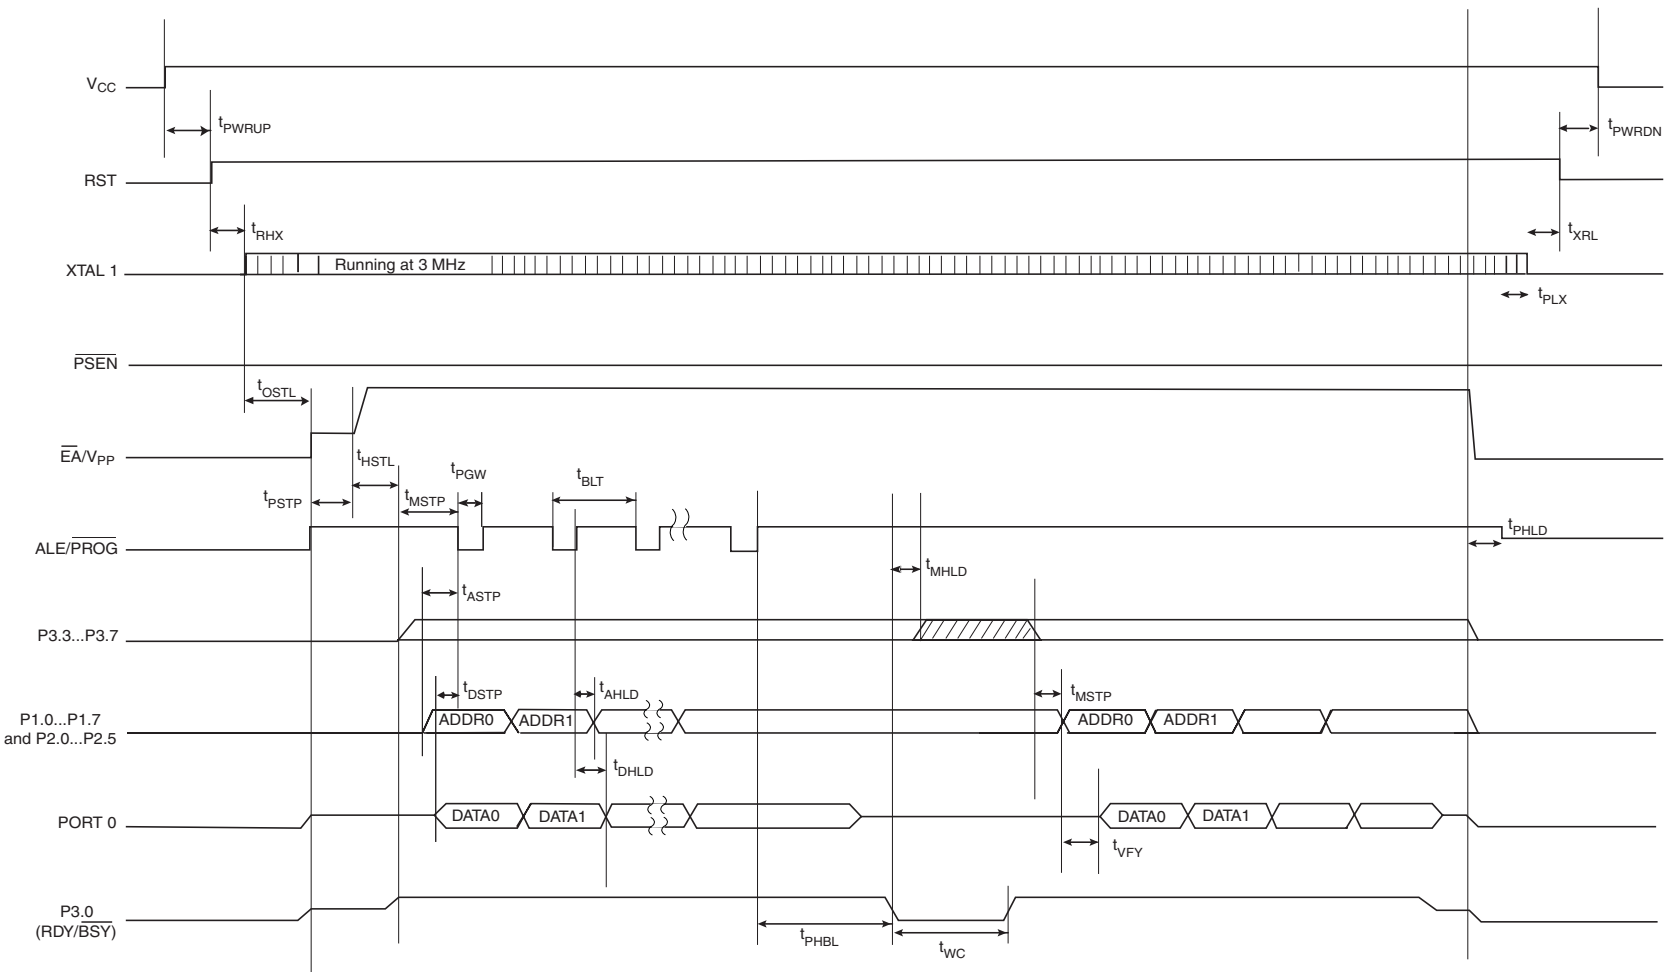 VCC
tPWRUP
tPWRDN
RST
tRHX
tXRL
XTAL 1
Running at 3 MHz
tPLX
PSEN
tOSTL
EA/VPP
tHSTL
tPGW
tBLT
tPSTP
tMSTP
ALE/PROG
tPHLD
tMHLD
tASTP
P3.3...P3.7
tDSTP
tAHLD
tMSTP
P1.0...P1.7
and P2.0...P2.5
ADDR0
ADDR1
ADDR0
ADDR1
tDHLD
PORT 0
DATA0
DATA1
DATA0
DATA1
tVFY
P3.0
(RDY/BSY)
tPHBL
tWC